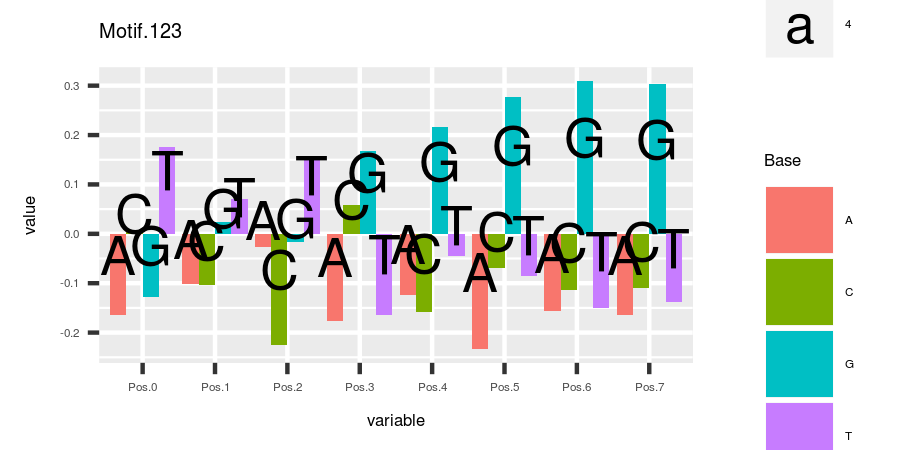 Motif.123
a 4
value
0.3
0.2
0.1
0.0
-0.1
-0.2
A C G T A C G T A C G T A C G T A C G T A C G T A C G T A C G T
Pos.0 Pos.1 Pos.2 Pos.3 Pos.4 Pos.5 Pos.6 Pos.7
variable
Base
A
C
G
T